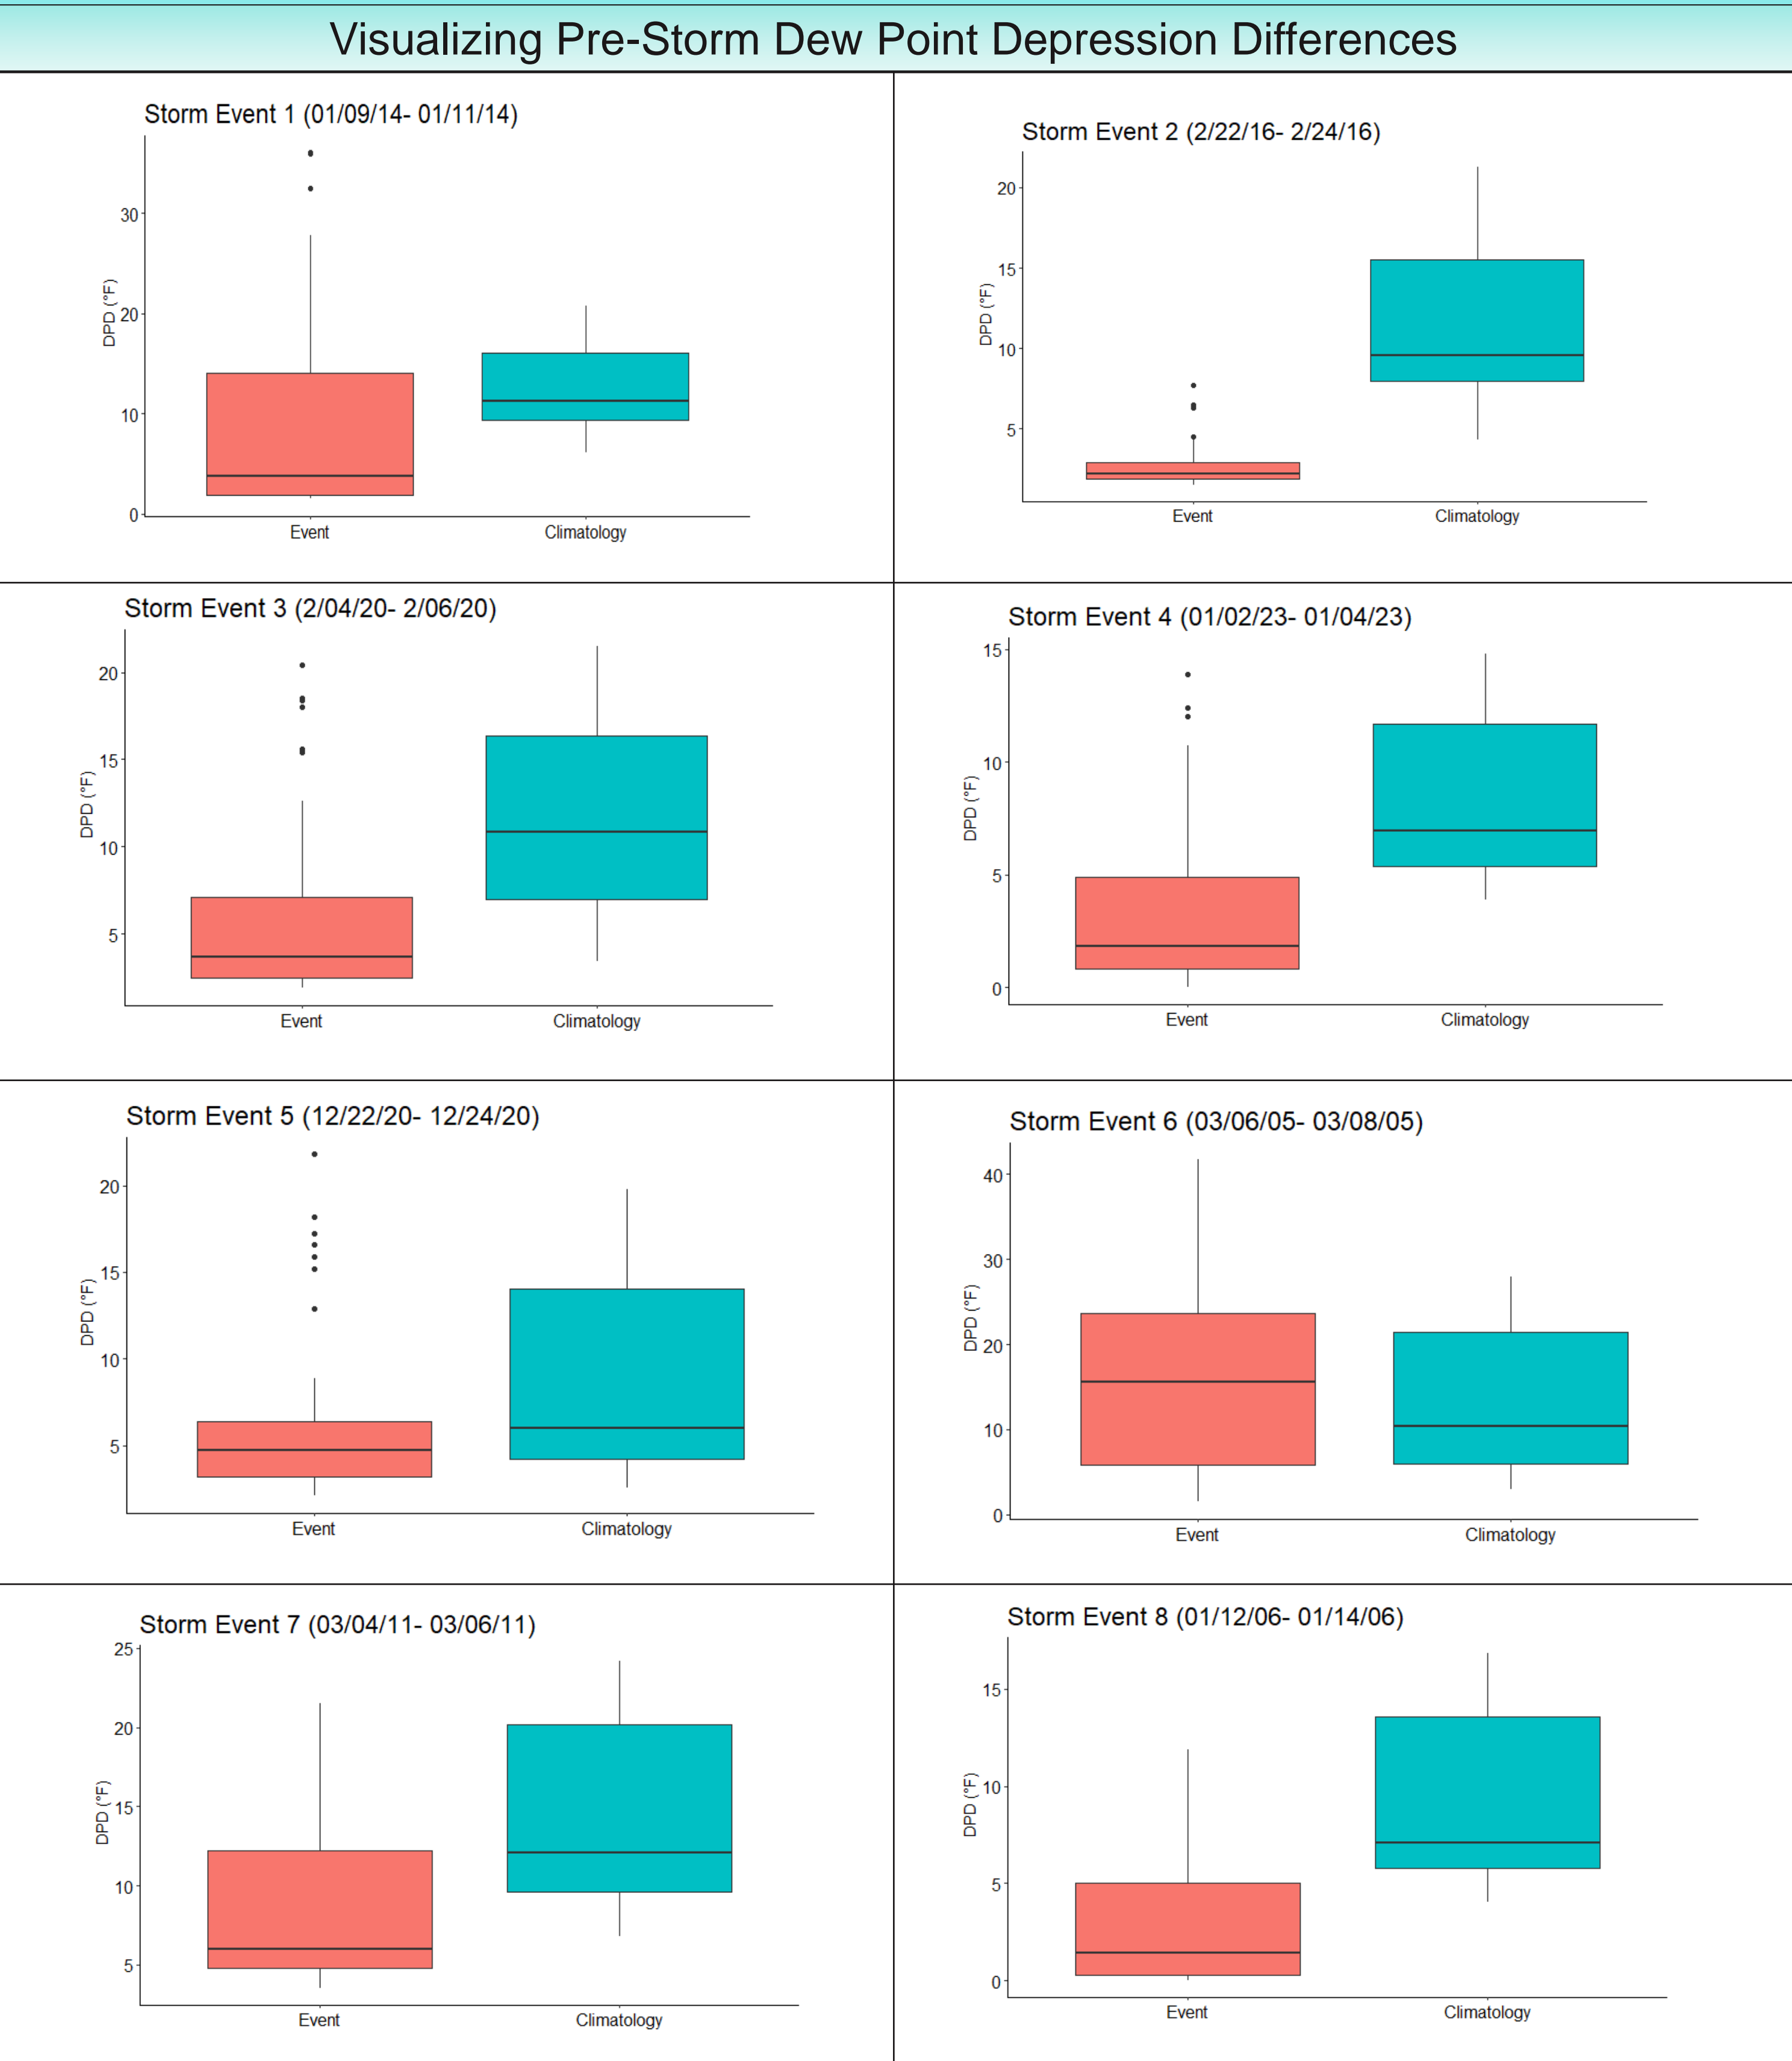 Visualizing Pre-Storm Dew Point Depression Differences
Storm Event 1 (01/09/14- 01/11/14)
30
20
10
0
DPD (°F)
Event
Climatology
Storm Event 2 (2/22/16- 2/24/16)
20
15
10
5
DPD (°F)
Event
Climatology
Storm Event 3 (2/04/20- 2/06/20)
20
15
10
5
DPD (°F)
Event
Climatology
Storm Event 4 (01/02/23- 01/04/23)
15
10
5
0
DPD (°F)
Event
Climatology
Storm Event 5 (12/22/20- 12/24/20)
20
15
10
5
DPD (°F)
Event
Climatology
Storm Event 6 (03/06/05- 03/08/05)
40
30
20
10
0
DPD (°F)
Event
Climatology
Storm Event 7 (03/04/11- 03/06/11)
25
20
15
10
5
DPD (°F)
Event
Climatology
Storm Event 8 (01/12/06- 01/14/06)
15
10
5
0
DPD (°F)
Event
Climatology